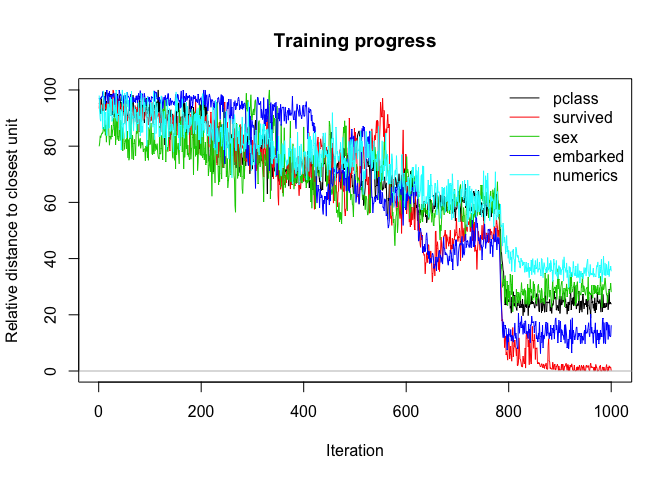 Training progress
Relative distance to closest unit
100
80
60
40
20
0
pclass
survived
sex
embarked
numerics
0 200 400 600 800 1000
Iteration